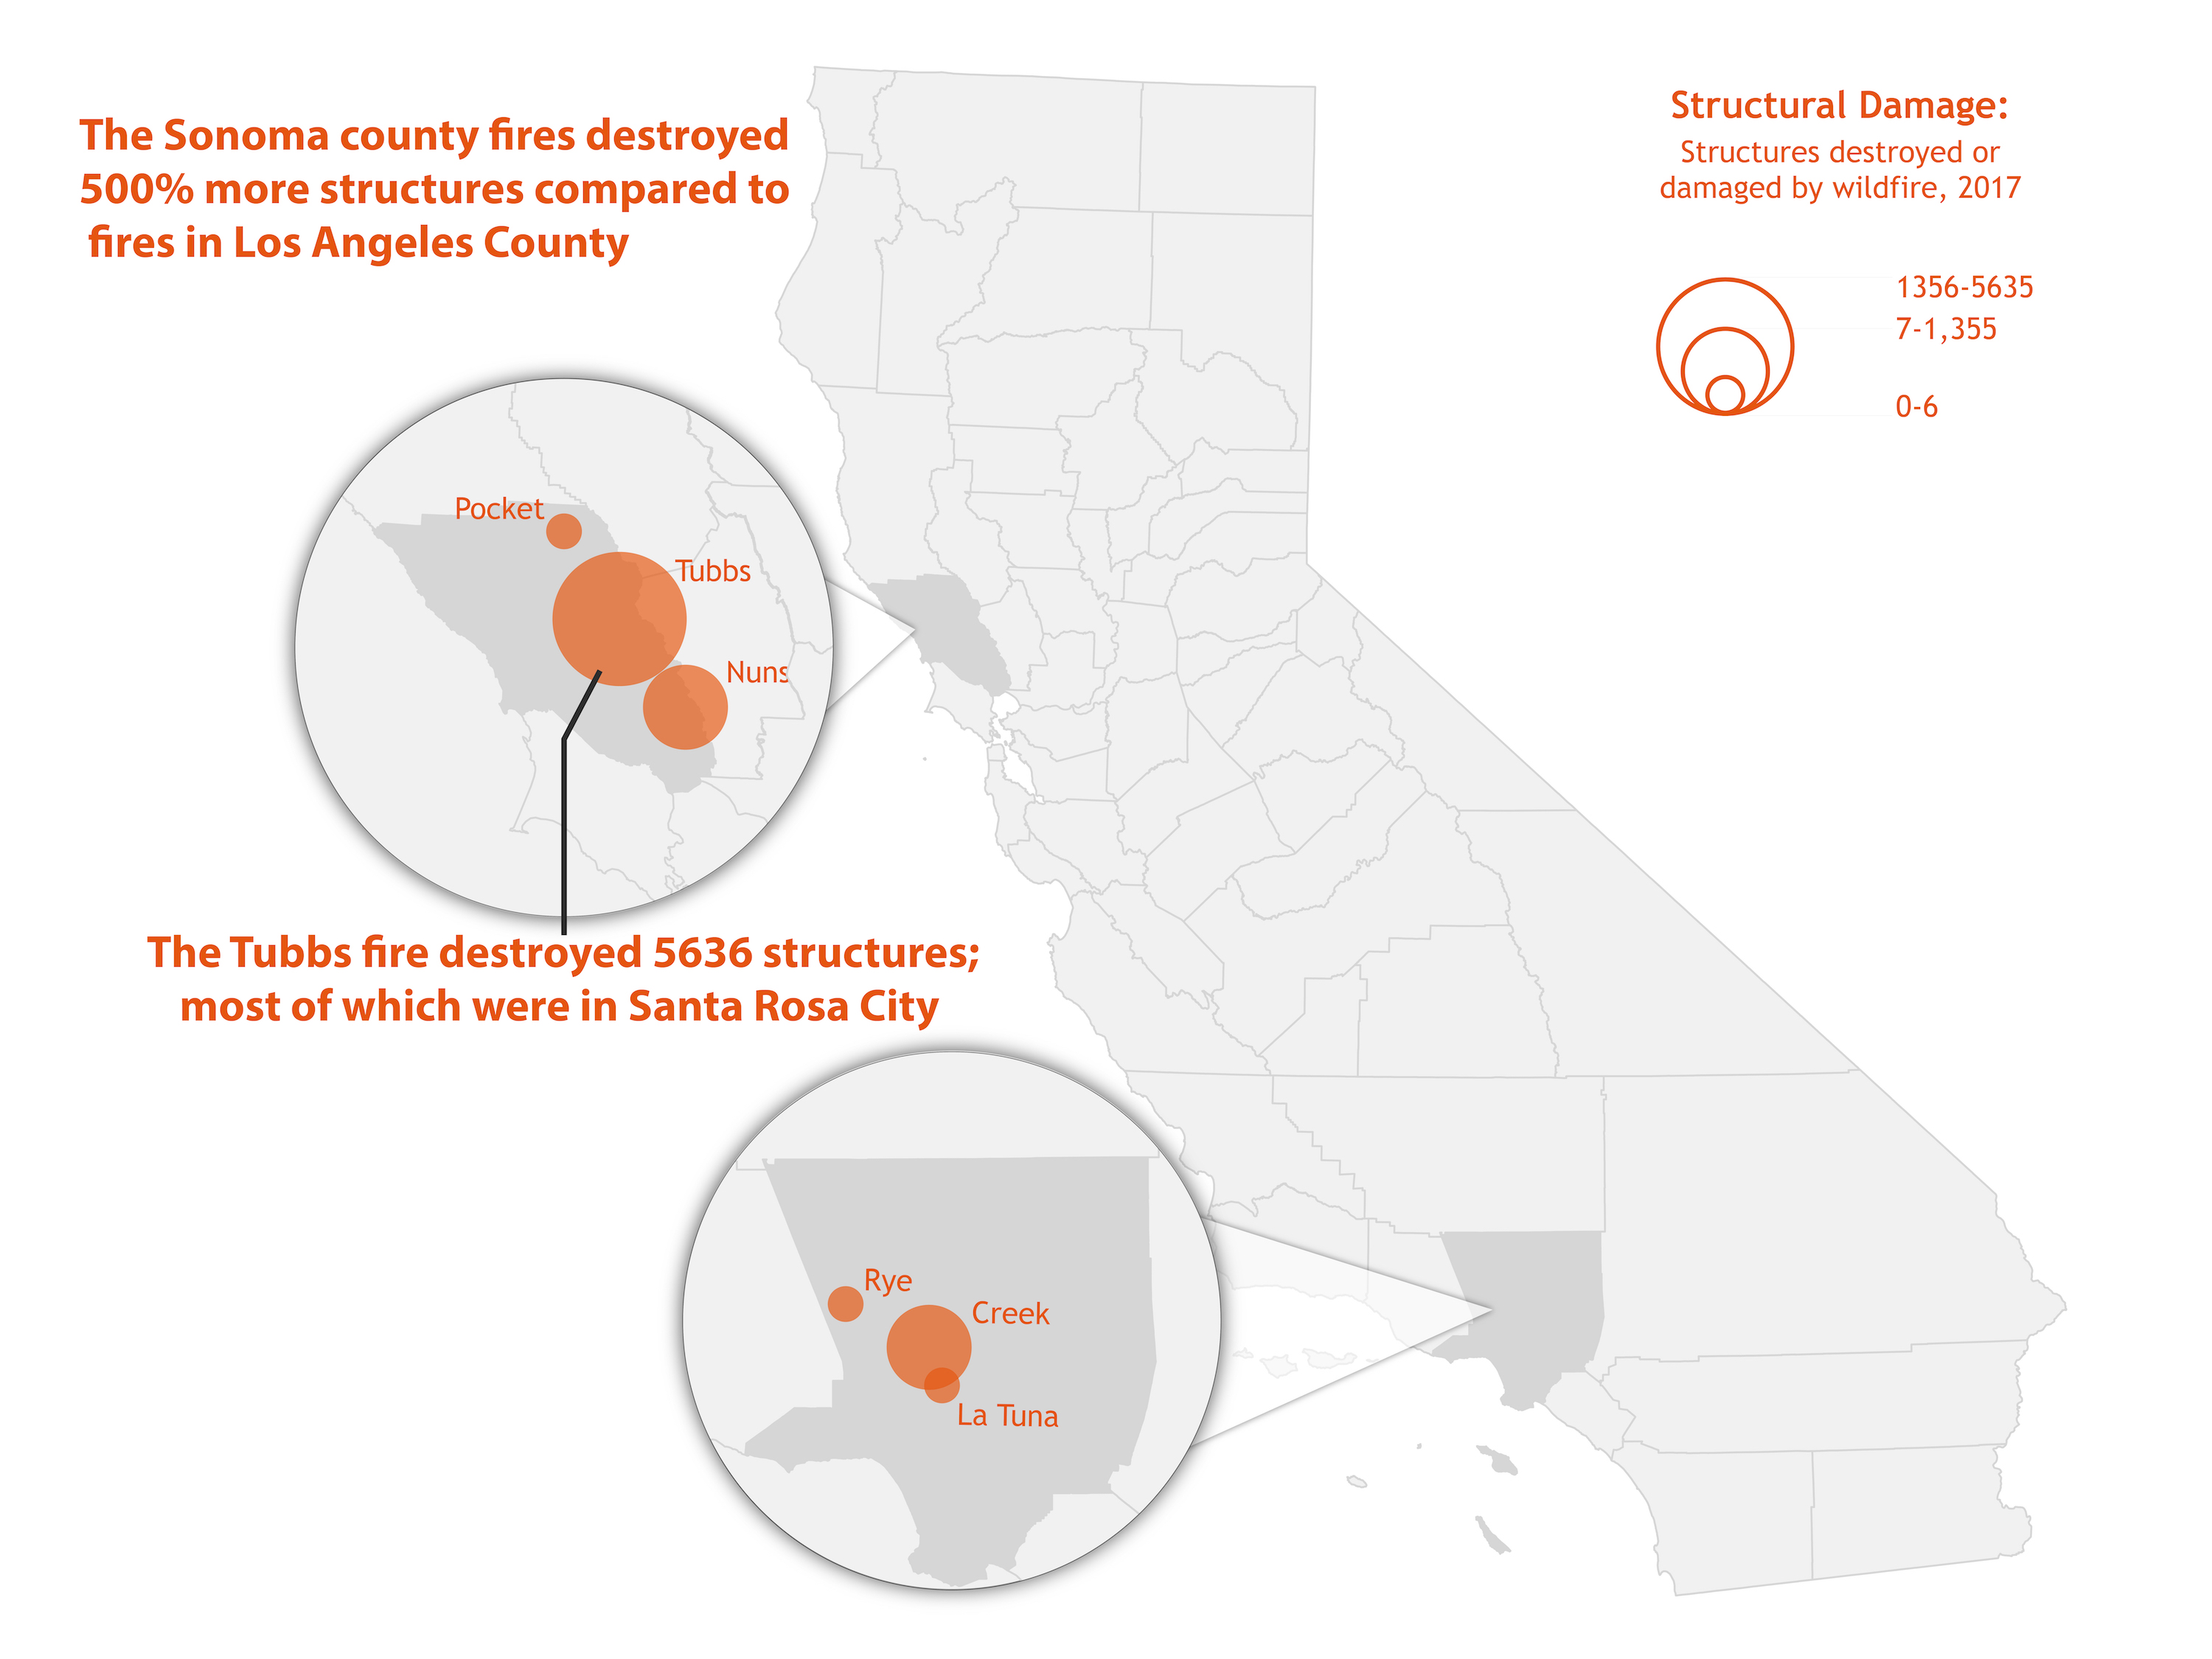 The Sonoma county fires destroyed
500% more structures compared to
fires in Los Angeles County
Structural Damage:
Structures destroyed or
damaged by wildfire, 2017
1356-5635
7-1,355
0-6
Pocket
Tubbs
Nuns
The Tubbs fire destroyed 5636 structures;
most of which were in Santa Rosa City
Rye
Creek
La Tuna